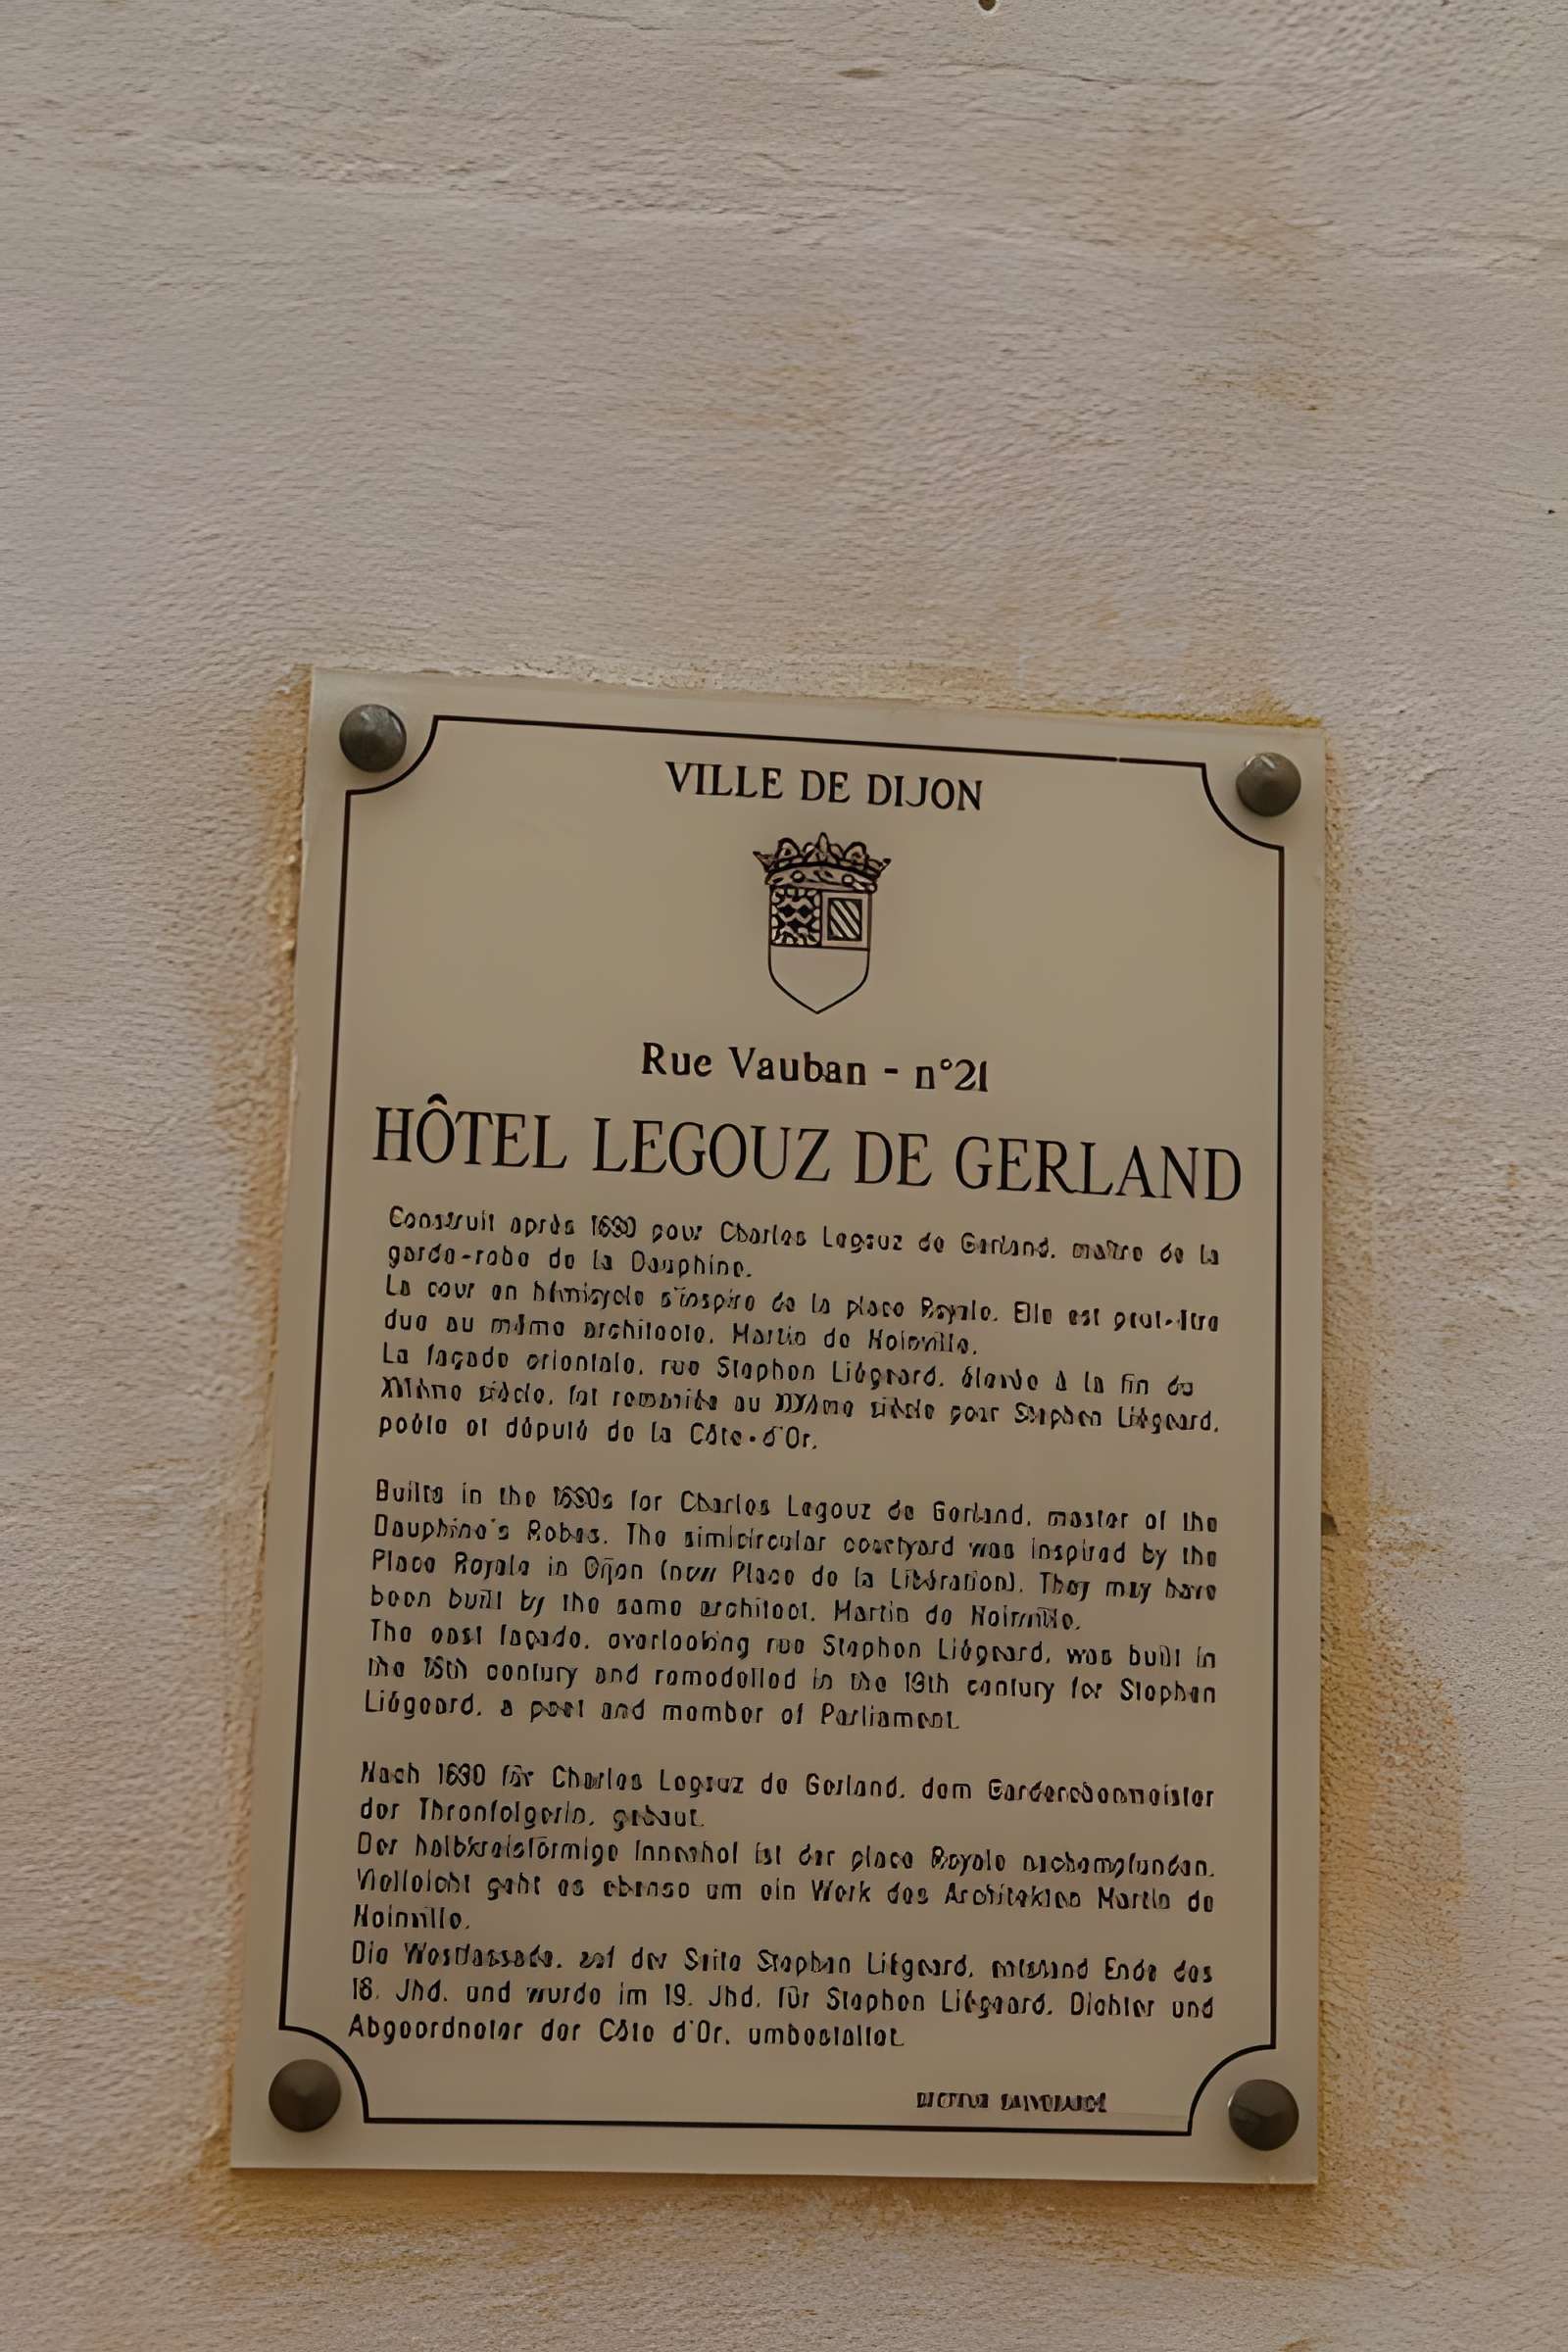 VILLE DE DIJON
Rue Vauban - n°21
HÔTEL LEGOUZ DE GERLAND
Construit après pour Charles Legouz de Gerland, maître de la
garde-robe de la Dauphine.
La cour en hémicycle s'inspire de la place Royale. Elle est peut-être
due au même architecte, Martin de Noinville.
La façade orientale, rue Stephen Liégeard, élevée à la fin du
siècle, fut remaniée au siècle pour Stephen Liégeard,
poète et député de la Côte-d'Or.
Builts in the for Charles Legouz de Gerland, master of the
Dauphine's Robes. The simicircular courtyard was inspired by the
Place Royale in Dijon (now Place de la Libération). They may have
been built by the same architect, Martin de Noinville.
The east façade, overlooking rue Stephen Liégeard, was built in
the century and remodelled in the 19th century for Stephen
Liégeard, a poet and member of Parliament.
Nach für Charles Legouz de Gerland, dem Garderobenmeister
der Thronfolgerin, gebaut.
Der halbkreisförmige Innenhof ist der place Royale nachempfunden.
Vielleicht geht es ebenso um ein Werk des Architekten Martin de
Noinville.
Die Westfassade, auf der Seite Stephen Liégeard, entstand Ende des
Jhd. und wurde im 19. Jhd. für Stephen Liégeard, Dichter und
Abgeordneter der Côte d'Or, umgestaltet.